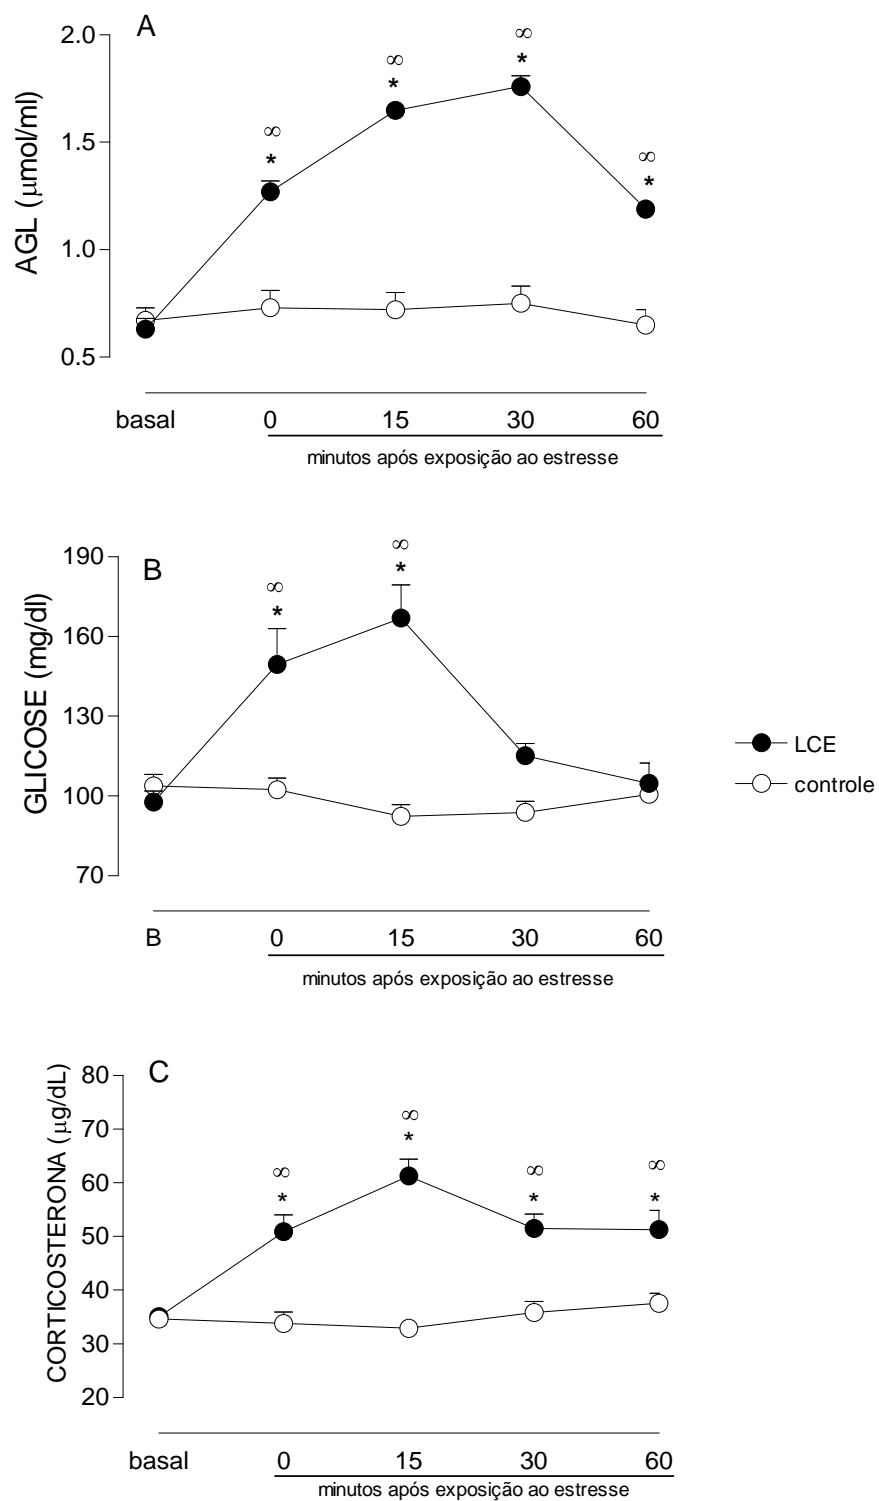 A
2.0
1.5
1.0
0.5
AGL (μmol/ml)
∞ ∞ ∞ ∞
* * * *
basal 0 15 30 60
minutos após exposição ao estresse
B
190
160
130
100
70
GLICOSE (mg/dl)
∞ ∞
* *
B 0 15 30 60
minutos após exposição ao estresse
LCE
controle
C
80
70
60
50
40
30
20
CORTICOSTERONA (μg/dL)
∞ ∞ ∞ ∞
* * * *
basal 0 15 30 60
minutos após exposição ao estresse